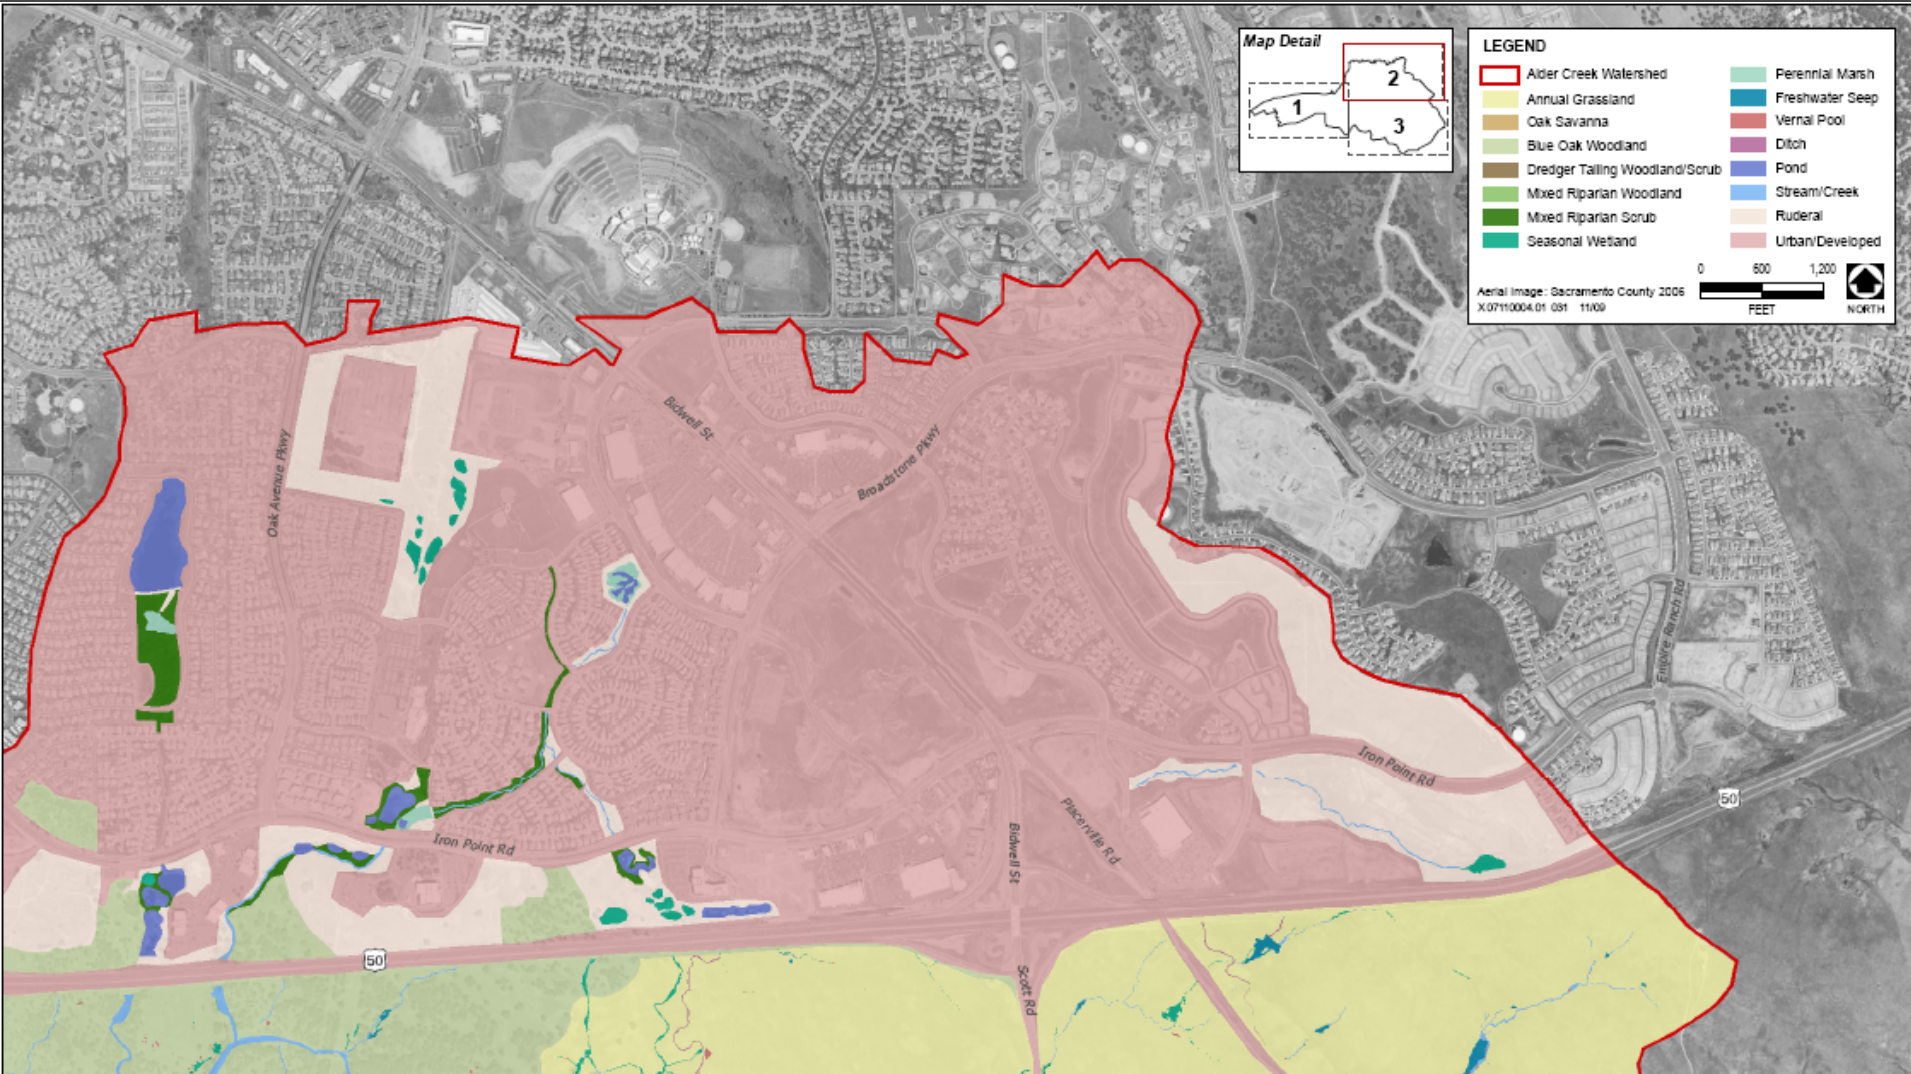 Map Detail
1
2
3
LEGEND
Alder Creek Watershed
Annual Grassland
Oak Savanna
Blue Oak Woodland
Dredger Tailing Woodland/Scrub
Mixed Riparian Woodland
Mixed Riparian Scrub
Seasonal Wetland
Perennial Marsh
Freshwater Seep
Vernal Pool
Ditch
Pond
Stream/Creek
Ruderal
Urban/Developed
Aerial Image: Sacramento County 2006
X 07110004.01 031 11/09
0 600 1,200
FEET
NORTH
Oak Avenue Pkwy
Bidwell St
Broadstone Pkwy
Empire Ranch Rd
Iron Point Rd
50
Iron Point Rd
Placerville Rd
Bidwell St
50
Scott Rd